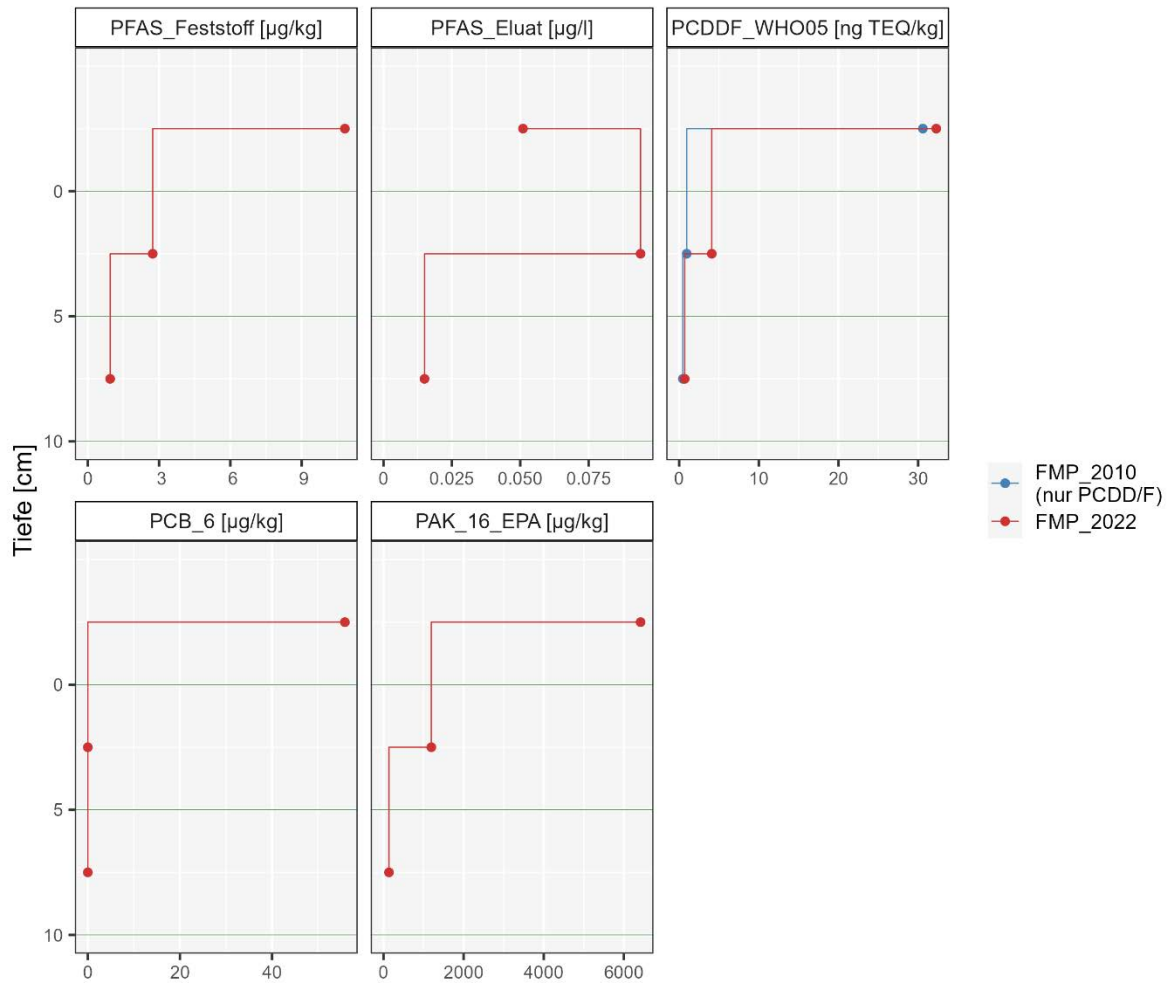 PFAS_Feststoff [µg/kg]
PFAS_Eluat [µg/l]
PCDDF_WHO05 [ng TEQ/kg]
0
5
10
0
3
6
9
0
0.025
0.050
0.075
0
10
20
30
Tiefe [cm]
PCB_6 [µg/kg]
PAK_16_EPA [µg/kg]
0
5
10
0
20
40
0
2000
4000
6000
FMP_2010
(nur PCDD/F)
FMP_2022